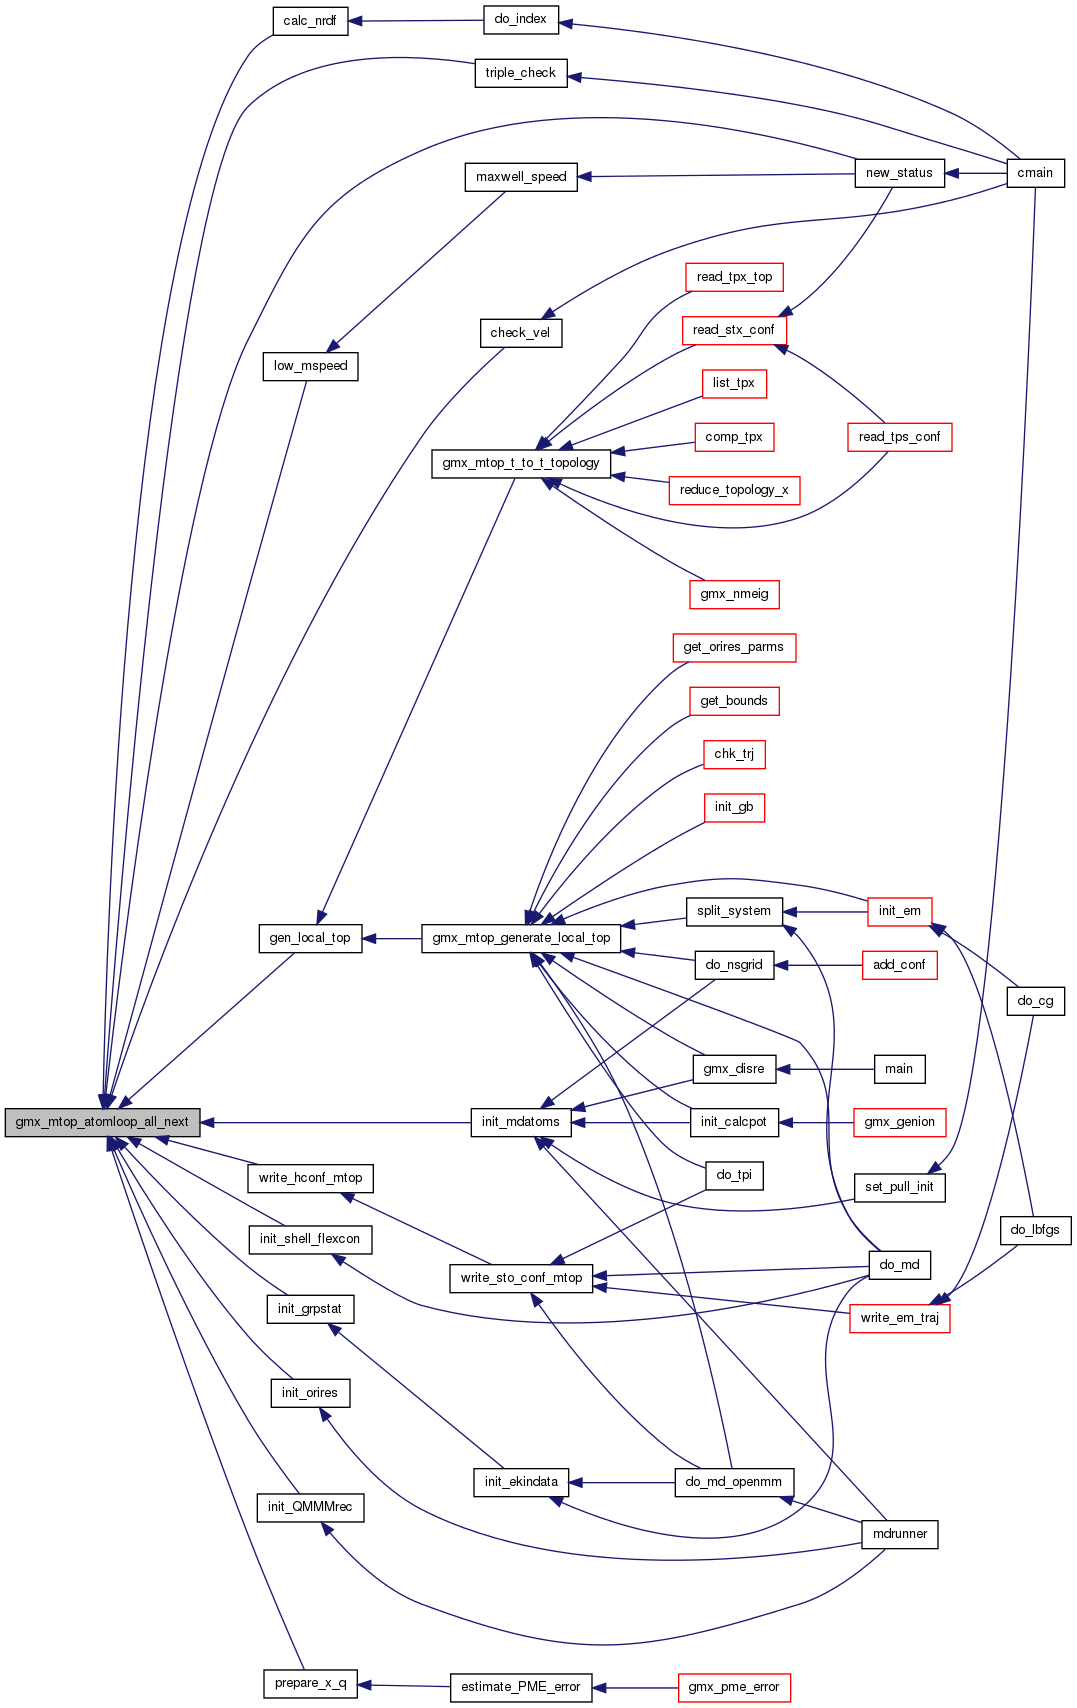 calc_nrdf
do_index
triple_check
maxwell_speed
new_status
cmain
read_tpx_top
check_vel
read_stx_conf
low_mspeed
list_tpx
comp_tpx
read_tps_conf
gmx_mtop_t_to_t_topology
reduce_topology_x
gmx_nmeig
get_orires_parms
get_bounds
chk_trj
init_gb
split_system
init_em
gen_local_top
gmx_mtop_generate_local_top
do_nsgrid
add_conf
do_cg
gmx_disre
main
gmx_mtop_atomloop_all_next
init_mdatoms
init_calcpot
gmx_genion
write_hconf_mtop
do_tpi
set_pull_init
init_shell_flexcon
do_lbfgs
write_sto_conf_mtop
do_md
init_grpstat
write_em_traj
init_orires
init_ekindata
do_md_openmm
init_QMMMrec
mdrunner
prepare_x_q
estimate_PME_error
gmx_pme_error